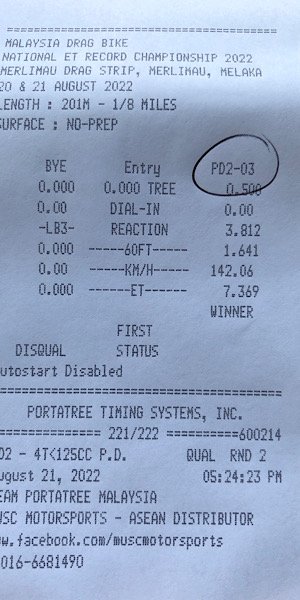 ==========================================
MALAYSIA DRAG BIKE
NATIONAL ET RECORD CHAMPIONSHIP 2022
MERLIMAU DRAG STRIP, MERLIMAU, MELAKA
20 & 21 AUGUST 2022
LENGTH : 201M - 1/8 MILES
SURFACE : NO-PREP
BYE Entry PD2-03
0.000 0.000 TREE 0.500
0.00 DIAL-IN 0.00
-LB3- REACTION 3.812
0.000 ------60FT----- 1.641
0.00 ------KM/H----- 142.06
0.000 ------ET------- 7.369
WINNER
FIRST
DISQUAL STATUS
utostart Disabled
==========================================
PORTATREE TIMING SYSTEMS, INC.
=============== 221/222 ==========600214
D2 - 4T<125CC P.D. QUAL RND 2
ugust 21, 2022 05:24:23 PM
EAM PORTATREE MALAYSIA
USC MOTORSPORTS - ASEAN DISTRIBUTOR
w.facebook.com/muscmotorsports
016-6681490